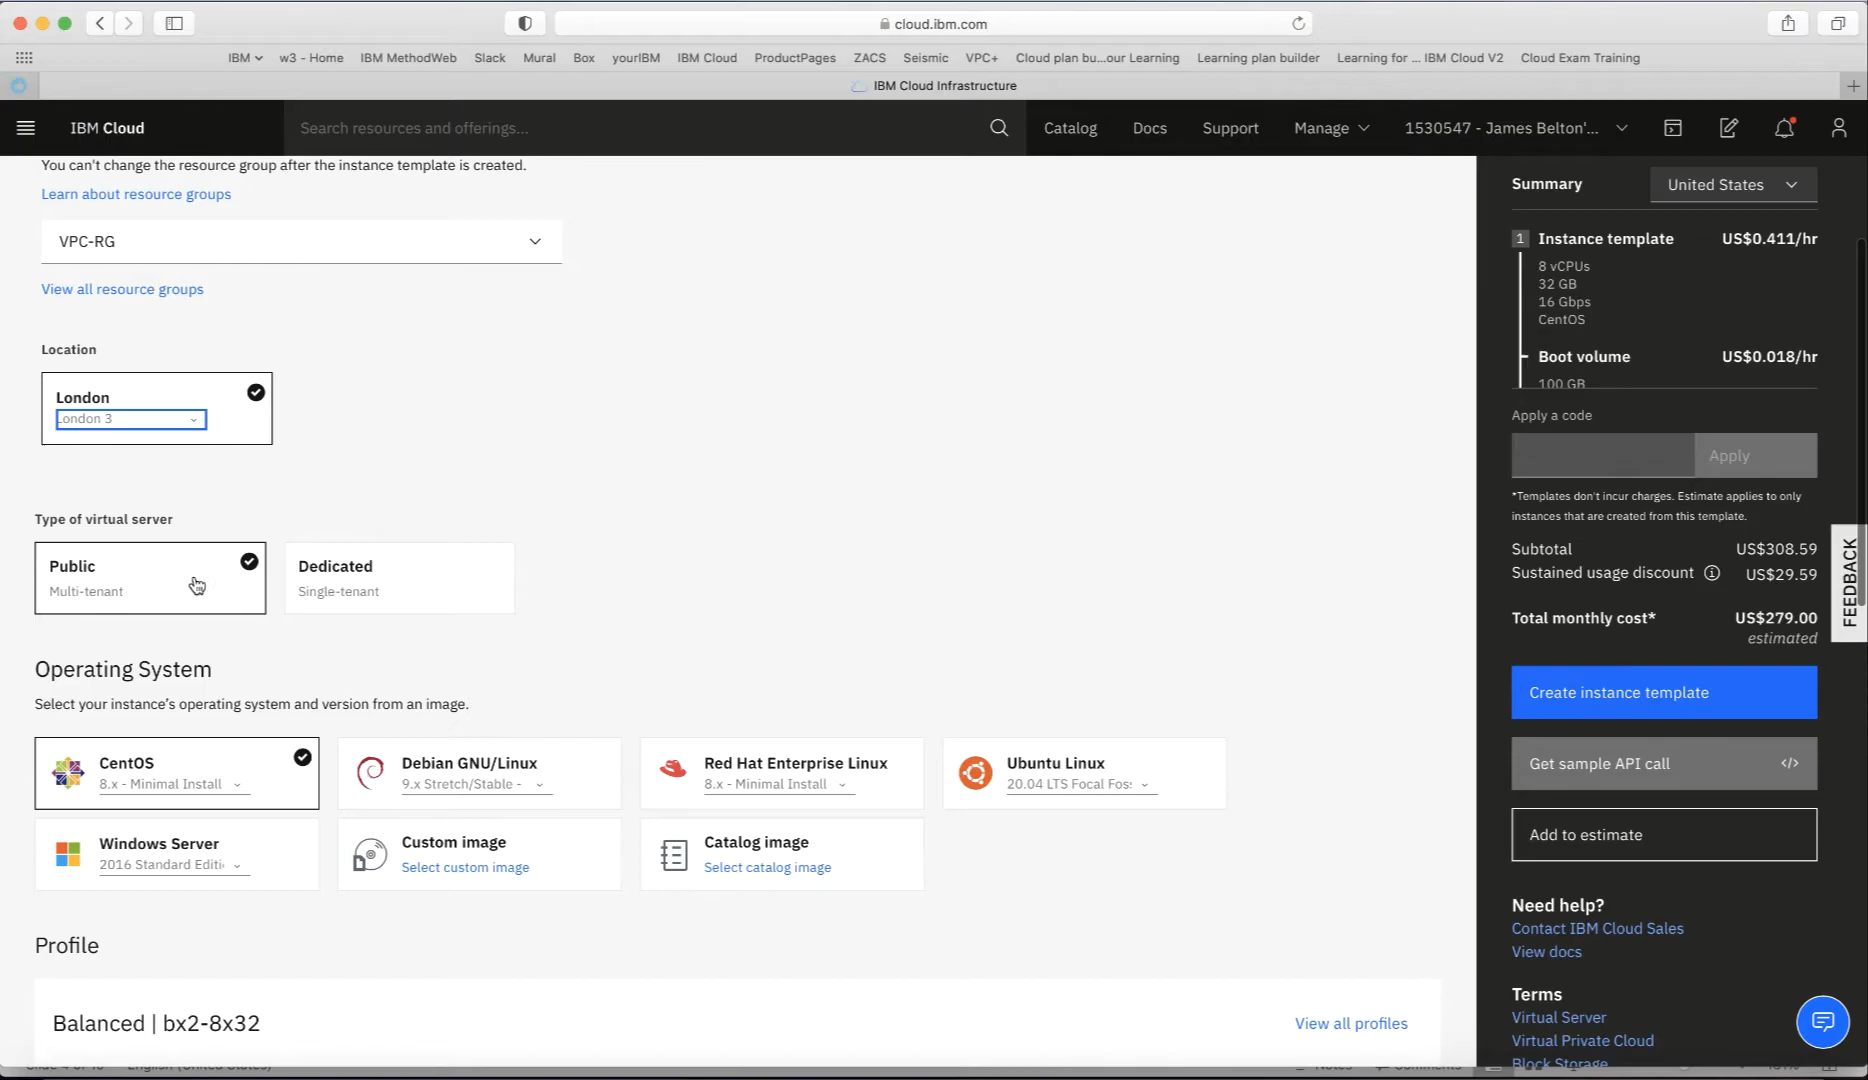 cloud.ibm.com
IBM
w3 - Home
IBM MethodWeb
Slack
Mural
Box
yourIBM
IBM Cloud
ProductPages
ZACS
Seismic
VPC+
Cloud plan bu...our Learning
Learning plan builder
Learning for ... IBM Cloud V2
Cloud Exam Training
IBM Cloud Infrastructure
IBM Cloud
Search resources and offerings...
Catalog
Docs
Support
Manage
1530547 - James Belton'...
You can't change the resource group after the instance template is created.
Learn about resource groups
VPC-RG
View all resource groups
Location
London
London 3
Type of virtual server
Public
Multi-tenant
Dedicated
Single-tenant
Operating System
Select your instance's operating system and version from an image.
CentOS
8.x - Minimal Install
Debian GNU/Linux
9.x Stretch/Stable -
Red Hat Enterprise Linux
8.x - Minimal Install
Ubuntu Linux
20.04 LTS Focal Fos
Windows Server
2016 Standard Editi
Custom image
Select custom image
Catalog image
Select catalog image
Profile
Balanced | bx2-8x32
View all profiles
Summary
United States
1 Instance template US$0.411/hr
8 vCPUs
32 GB
16 Gbps
CentOS
Boot volume US$0.018/hr
100 GB
Apply a code
Apply
*Templates don't incur charges. Estimate applies to only
instances that are created from this template.
Subtotal US$308.59
Sustained usage discount US$29.59
Total monthly cost* US$279.00
estimated
Create instance template
Get sample API call </>
Add to estimate
Need help?
Contact IBM Cloud Sales
View docs
Terms
Virtual Server
Virtual Private Cloud
Block Storage
FEEDBACK